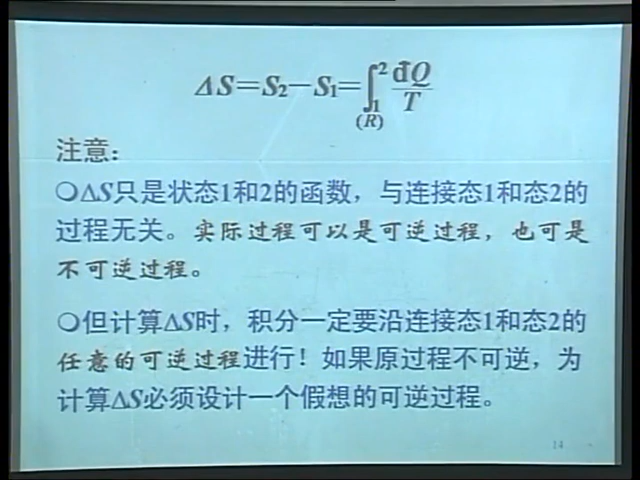 ΔS=S₂-S₁=∫₁²(R) đQ/T
注意：
○ΔS只是状态1和2的函数，与连接态1和态2的
过程无关。实际过程可以是可逆过程，也可是
不可逆过程。
○但计算ΔS时，积分一定要沿连接态1和态2的
任意的可逆过程进行！如果原过程不可逆，为
计算ΔS必须设计一个假想的可逆过程。
14